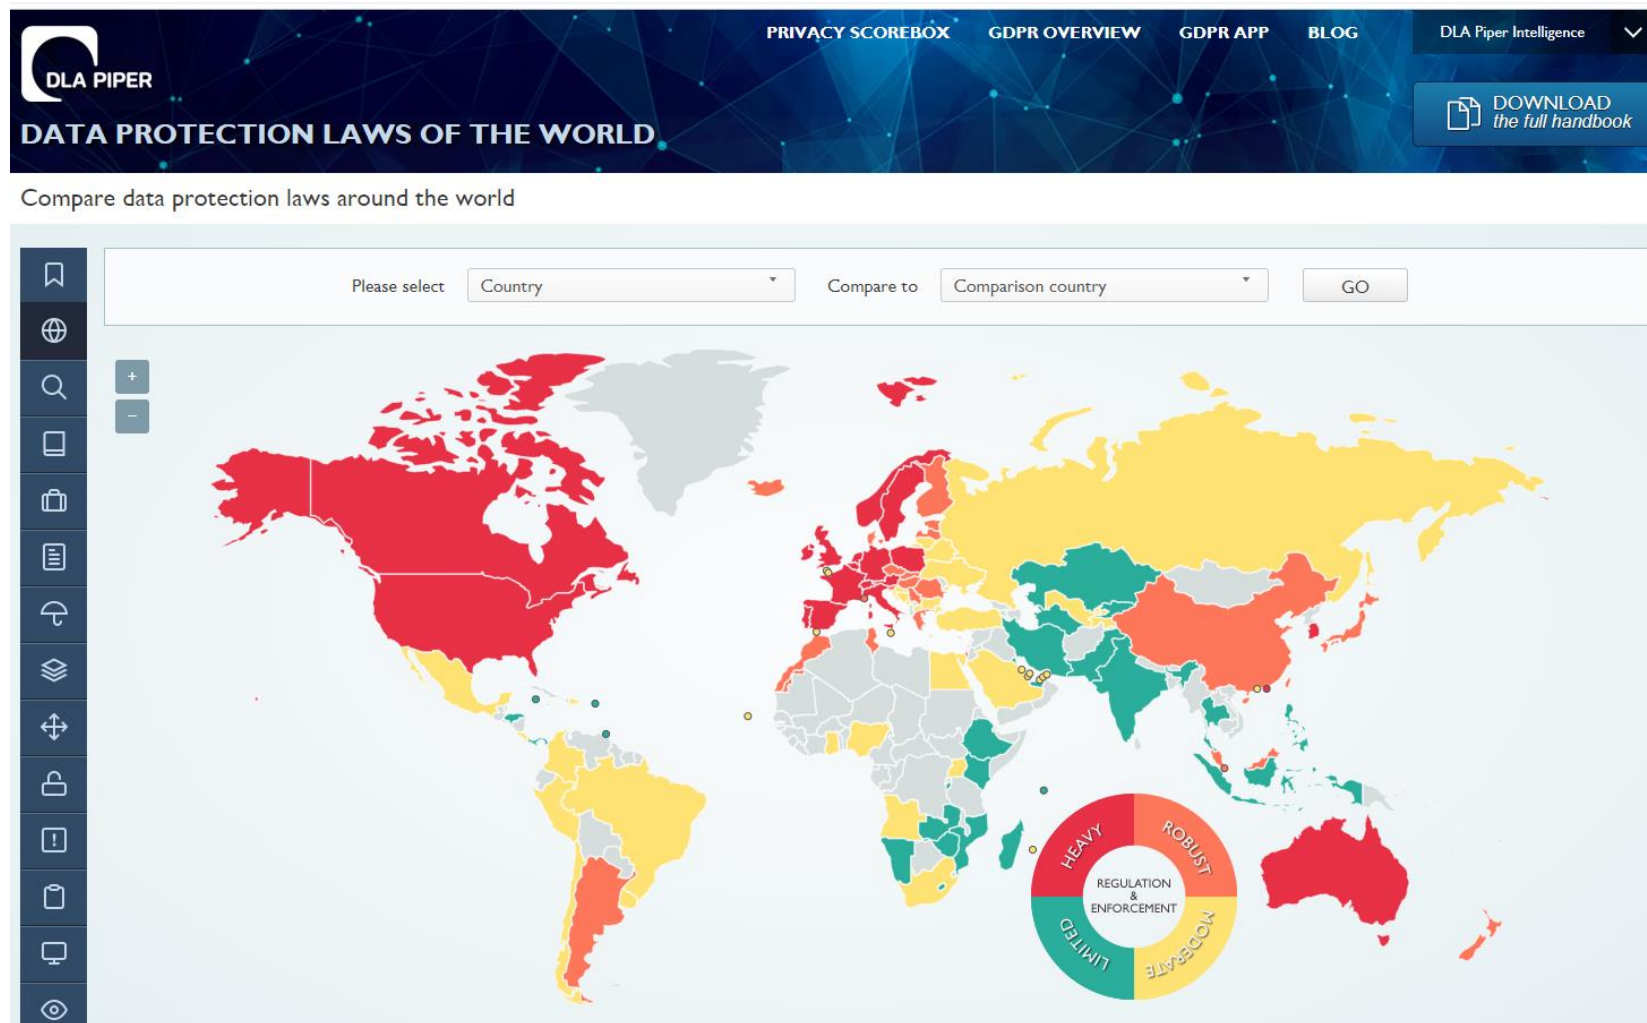 PRIVACY SCOREBOX GDPR OVERVIEW GDPR APP BLOG DLA Piper Intelligence
DLA PIPER
DOWNLOAD
the full handbook
DATA PROTECTION LAWS OF THE WORLD
Compare data protection laws around the world
Please select Country Compare to Comparison country GO
+
−
HEAVY ROBUST
REGULATION
&
ENFORCEMENT
LIMITED MODERATE